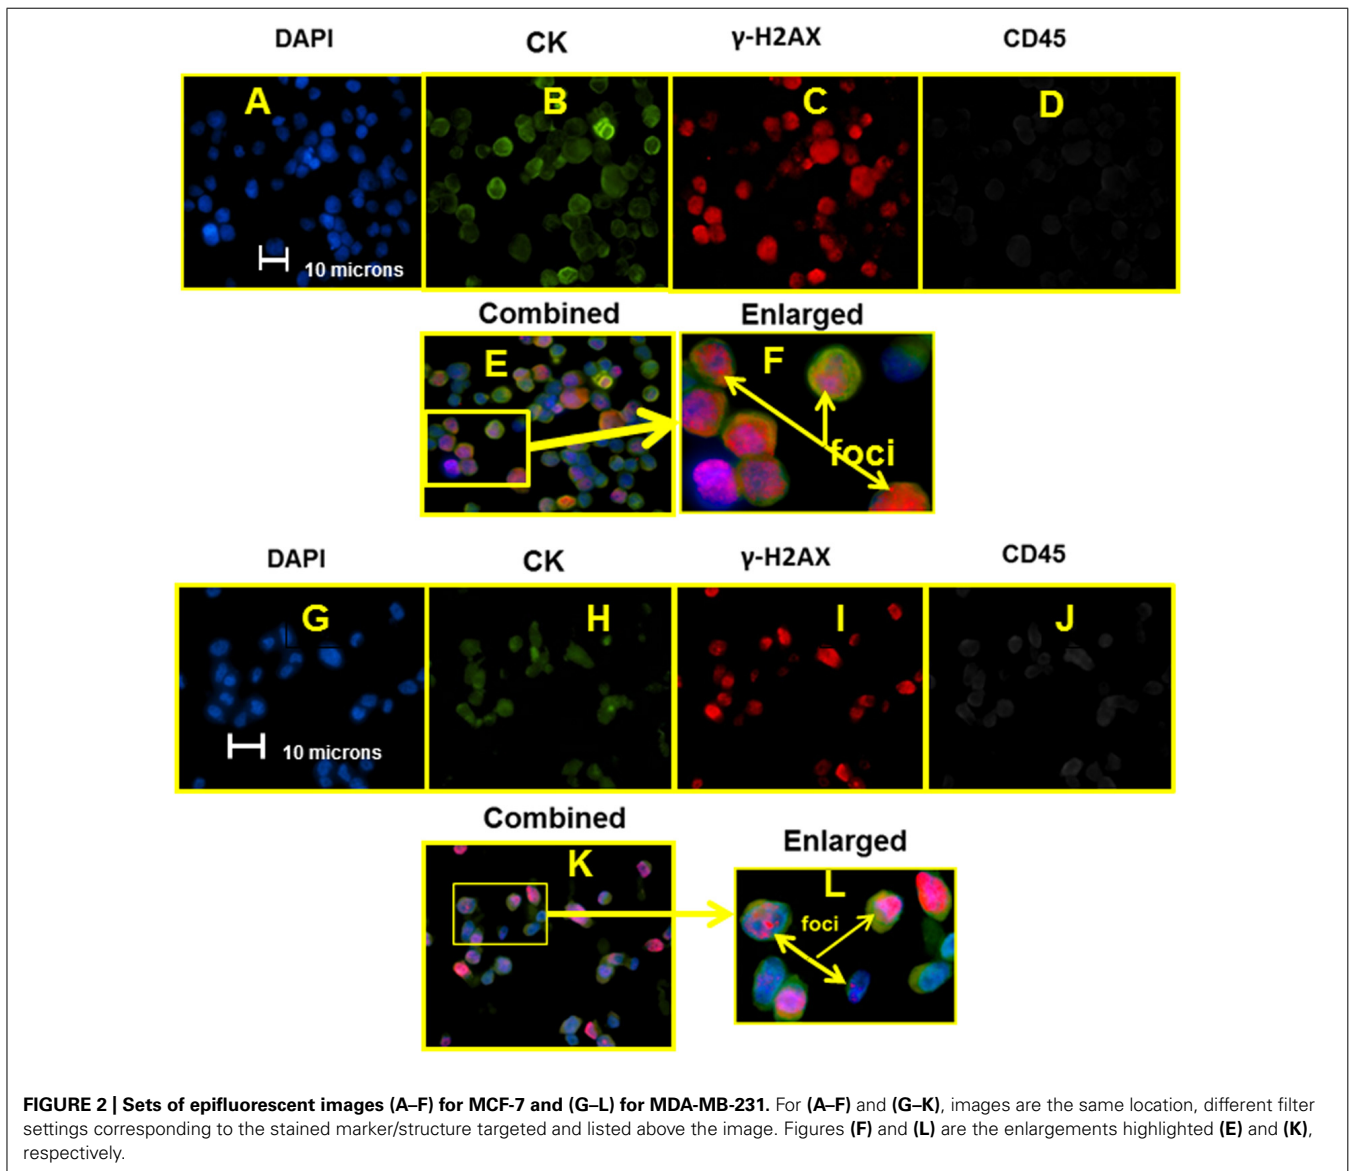 DAPI CK γ-H2AX CD45
A B C D
10 microns
Combined Enlarged
E F
foci
DAPI CK γ-H2AX CD45
G H I J
10 microns
Combined Enlarged
K L
foci
FIGURE 2 | Sets of epifluorescent images (A–F) for MCF-7 and (G–L) for MDA-MB-231. For (A–F) and (G–K), images are the same location, different filter
settings corresponding to the stained marker/structure targeted and listed above the image. Figures (F) and (L) are the enlargements highlighted (E) and (K),
respectively.